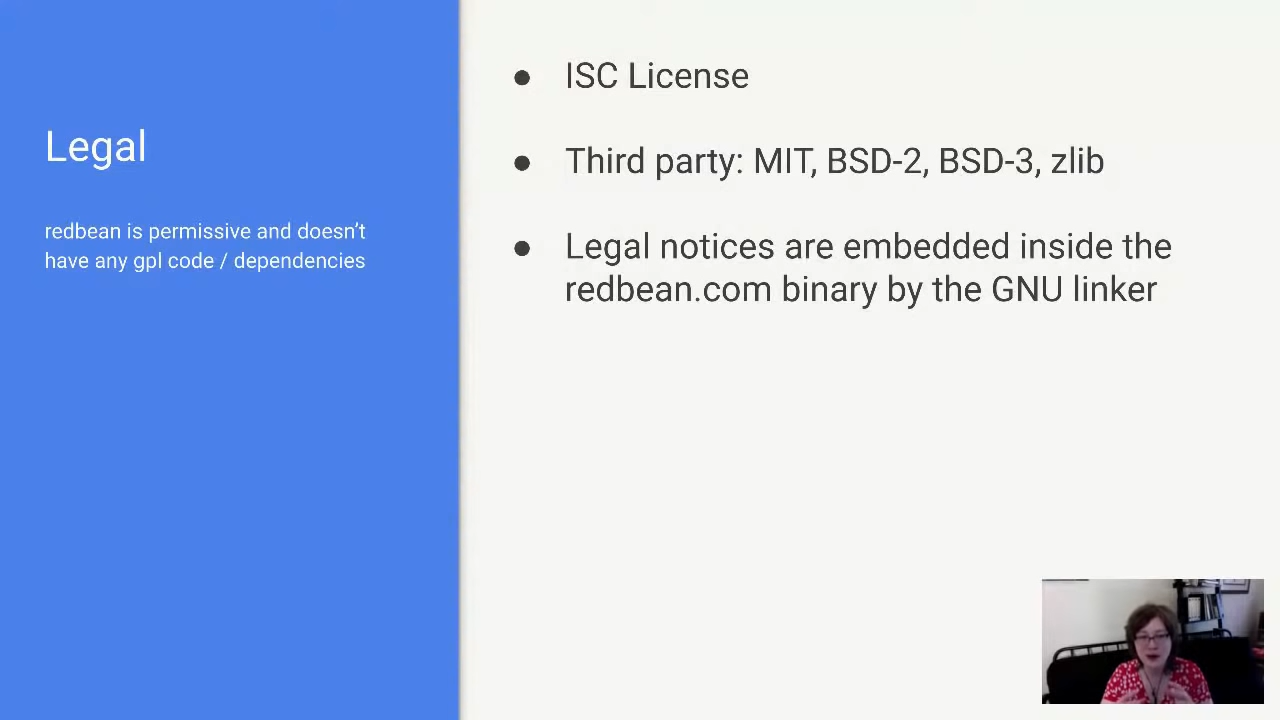 Legal
redbean is permissive and doesn’t
have any gpl code / dependencies
● ISC License
● Third party: MIT, BSD-2, BSD-3, zlib
● Legal notices are embedded inside the
redbean.com binary by the GNU linker